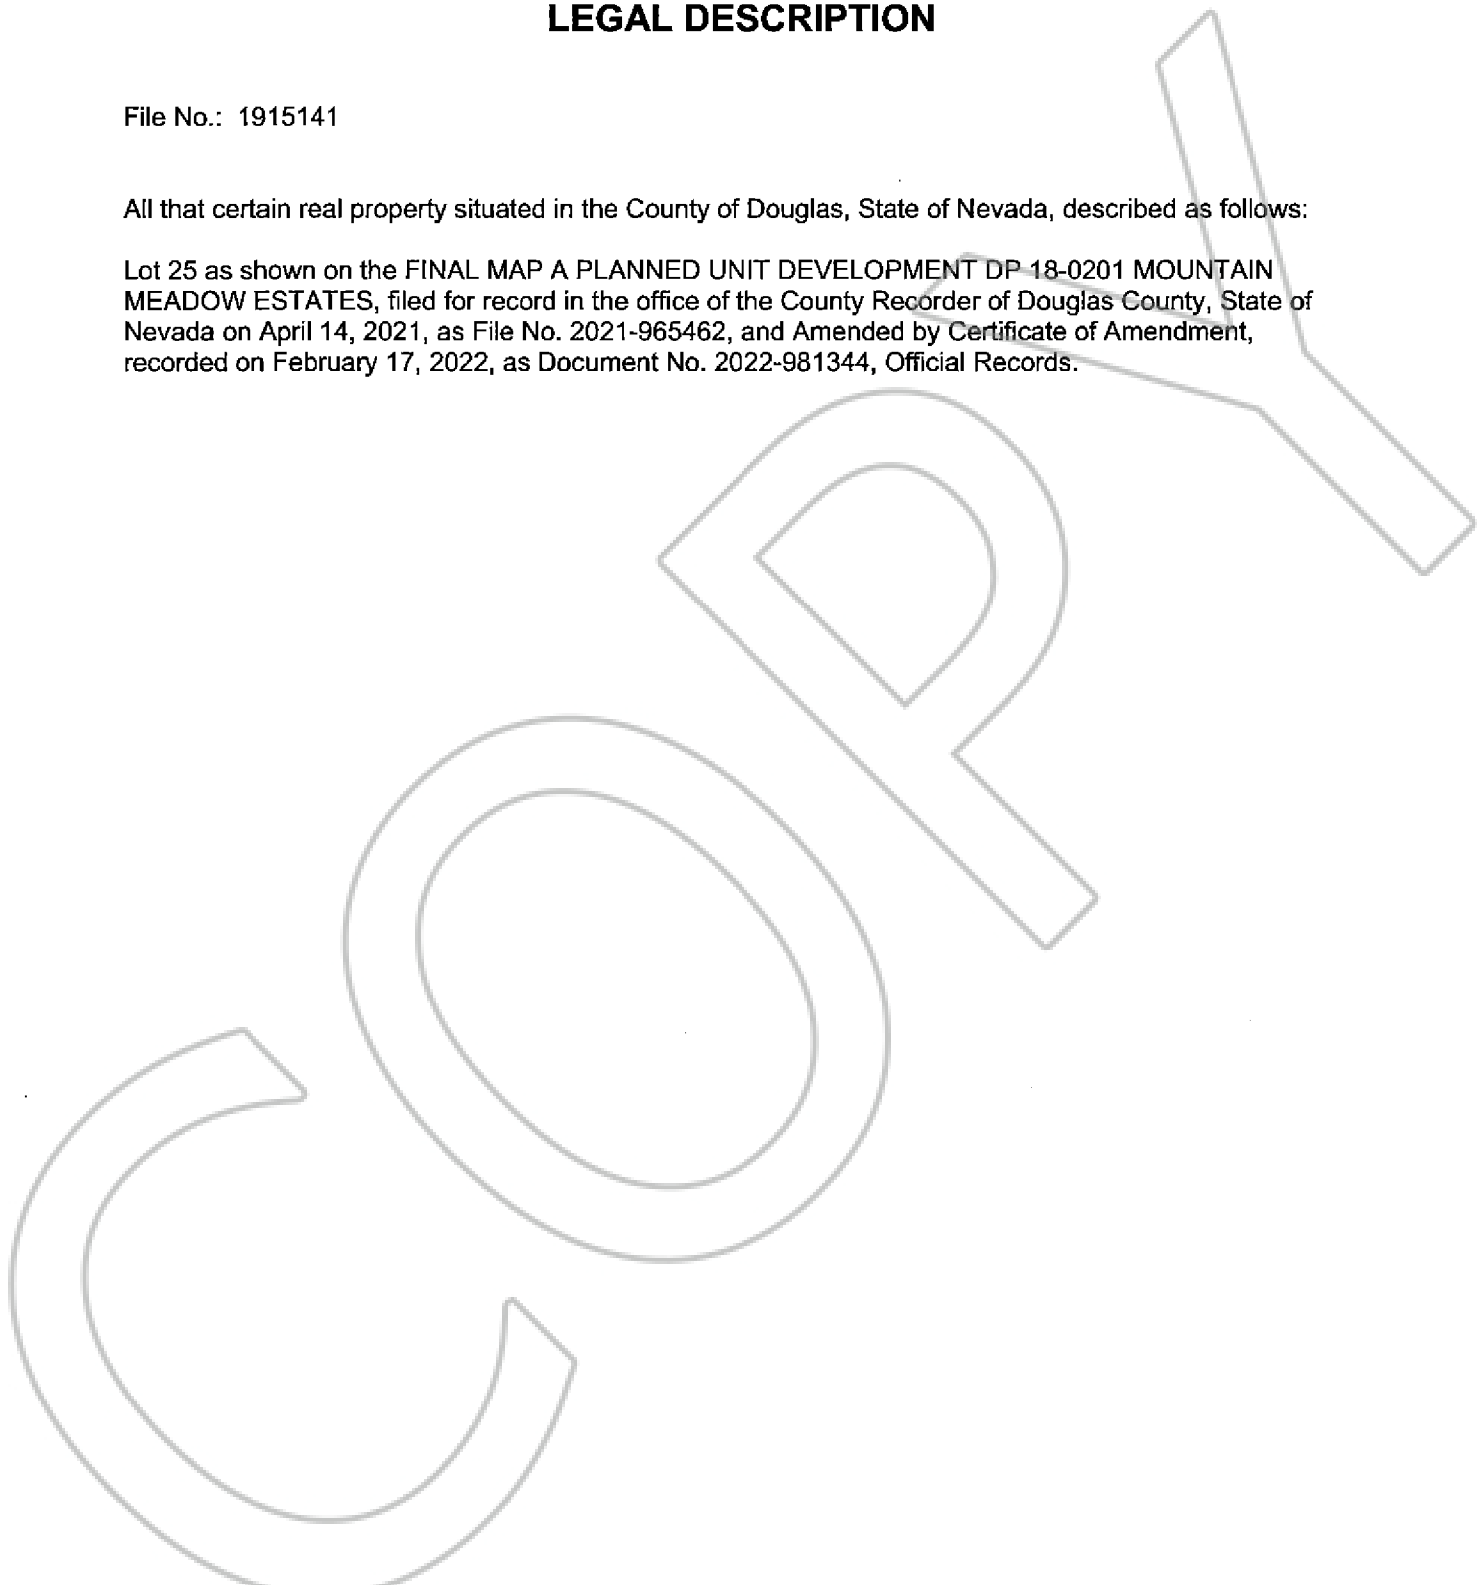 LEGAL DESCRIPTION
File No.: 1915141
All that certain real property situated in the County of Douglas, State of Nevada, described as follows:
Lot 25 as shown on the FINAL MAP A PLANNED UNIT DEVELOPMENT DP 18-0201 MOUNTAIN
MEADOW ESTATES, filed for record in the office of the County Recorder of Douglas County, State of
Nevada on April 14, 2021, as File No. 2021-965462, and Amended by Certificate of Amendment,
recorded on February 17, 2022, as Document No. 2022-981344, Official Records.
COPY